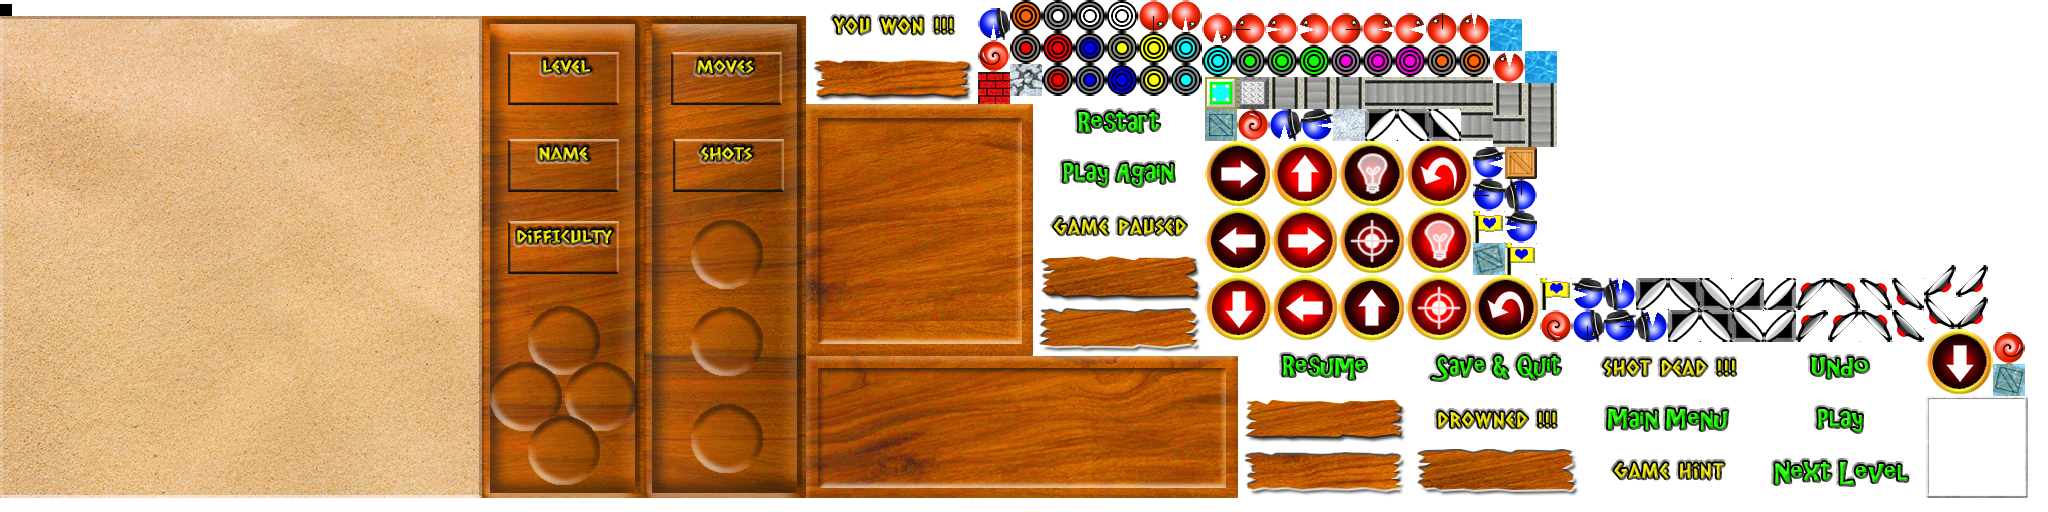 LEVEL
NAME
DiFFICULTY
MOVES
SHOTS
YOU WON !!!
ReStart
Play Again
GAME PAUSED
ReSuMe
Save & Quit
SHOT DEAD !!!
UNdo
DROWNED !!!
Main MeNu
Play
GAME HiNT
NeXt Level